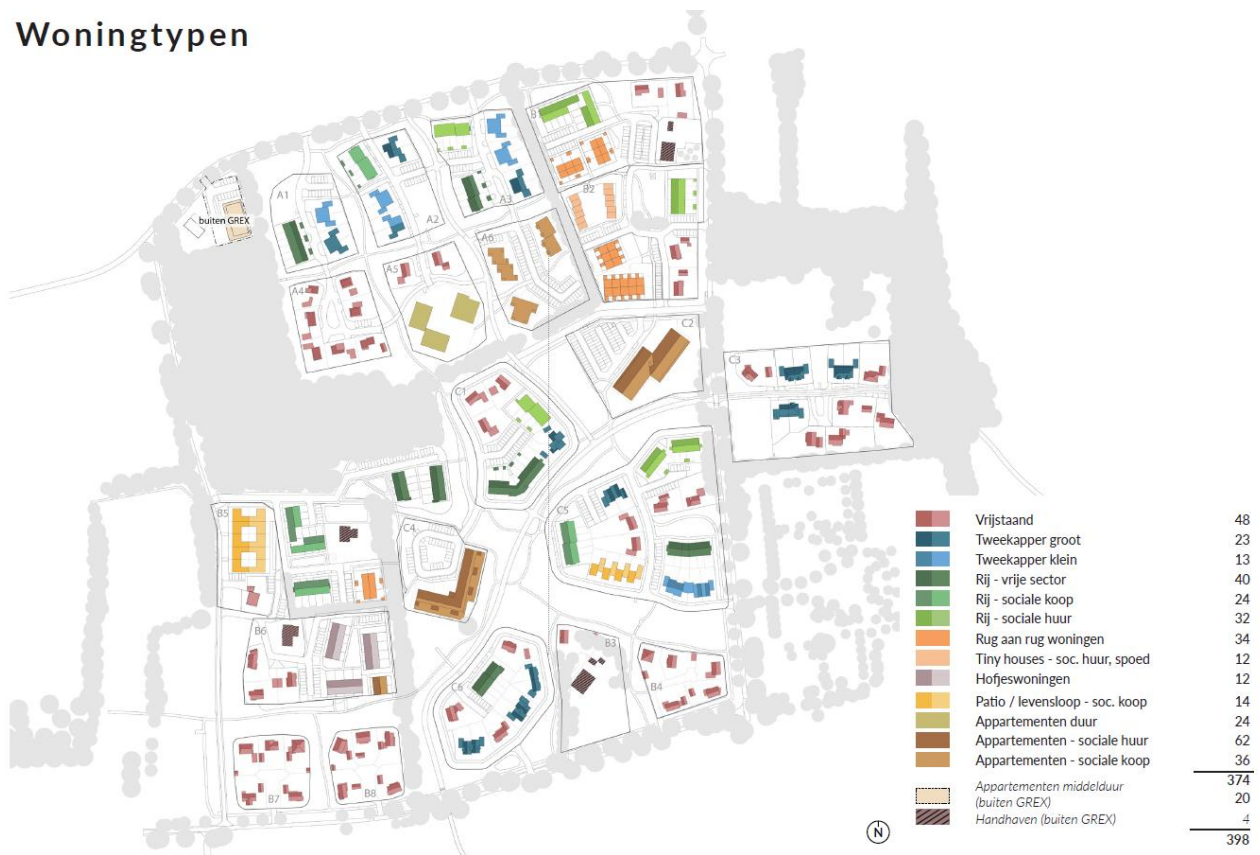 Woningtypen
B1
A1
A2
A3
B2
buiten GREX
A6
A5
A4
C2
C3
C1
B5
C4
C5
B6
B3
B4
C6
B7
B8
N
Vrijstaand 48
Tweekapper groot 23
Tweekapper klein 13
Rij - vrije sector 40
Rij - sociale koop 24
Rij - sociale huur 32
Rug aan rug woningen 34
Tiny houses - soc. huur, spoed 12
Hofjeswoningen 12
Patio / levensloop - soc. koop 14
Appartementen duur 24
Appartementen - sociale huur 62
Appartementen - sociale koop 36
374
Appartementen middelduur
(buiten GREX) 20
Handhaven (buiten GREX) 4
398